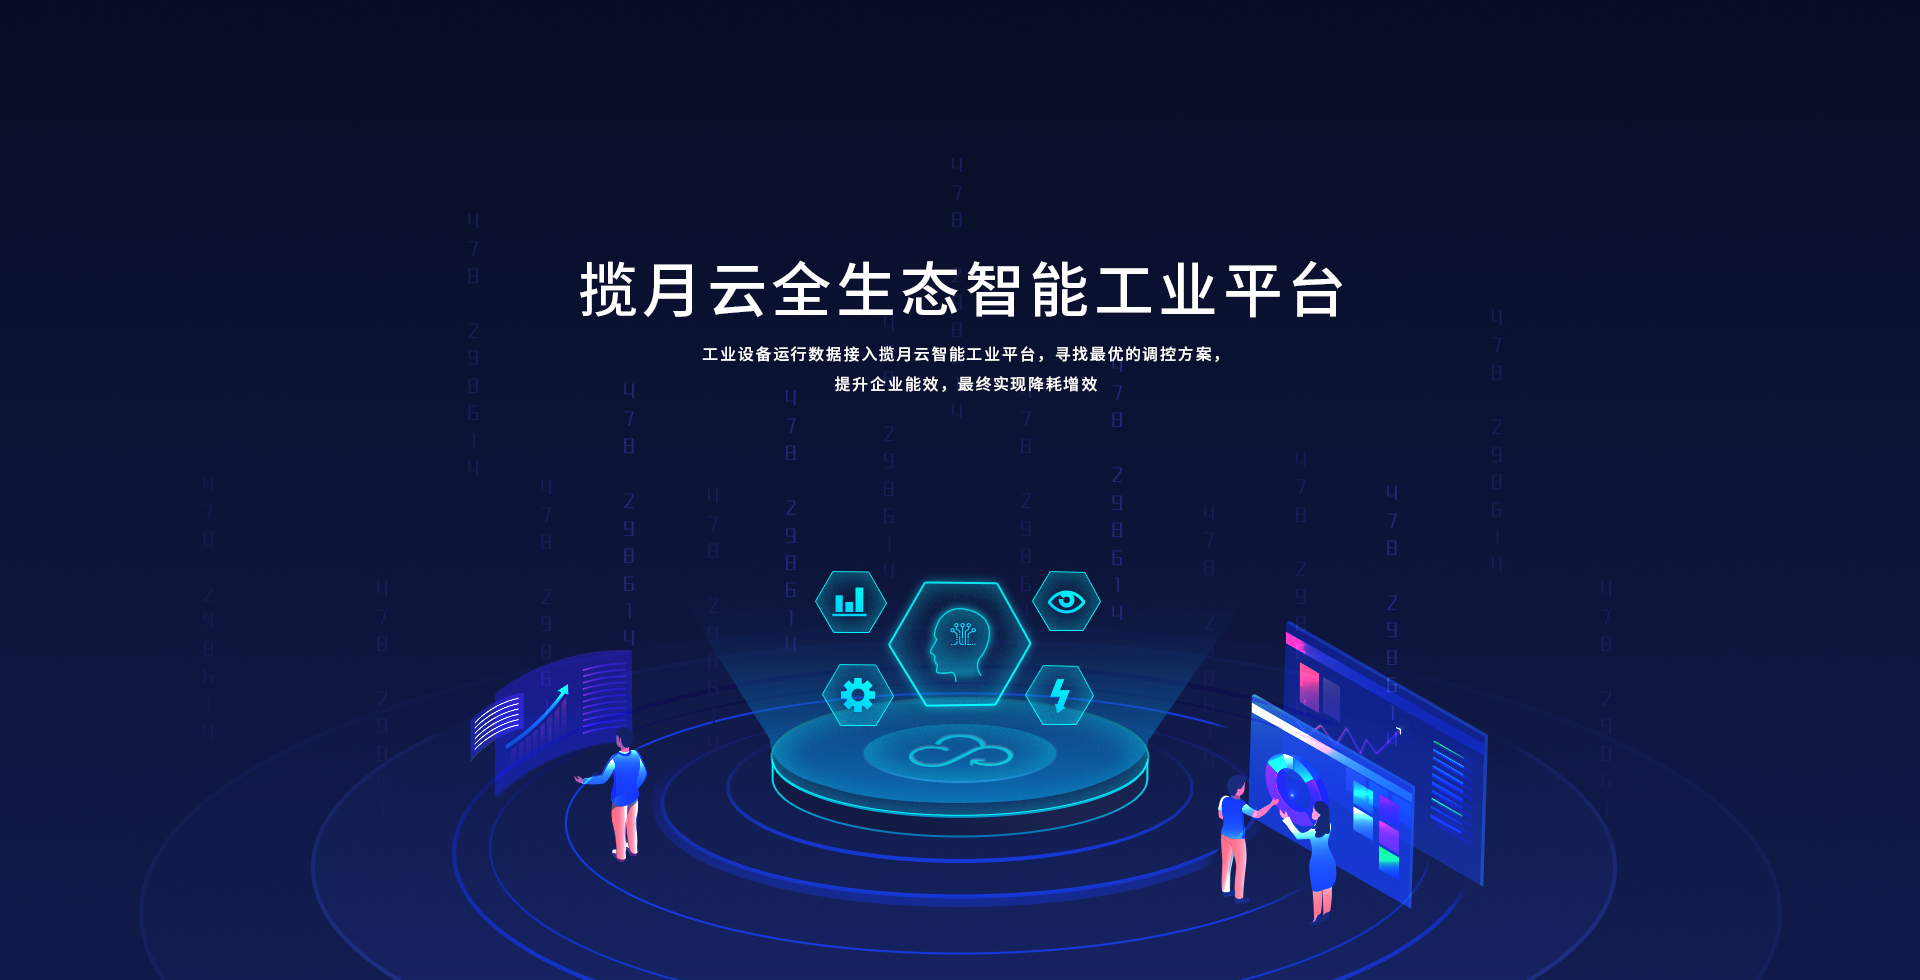 揽月云全生态智能工业平台
工业设备运行数据接入揽月云智能工业平台，寻找最优的调控方案，
提升企业能效，最终实现降耗增效